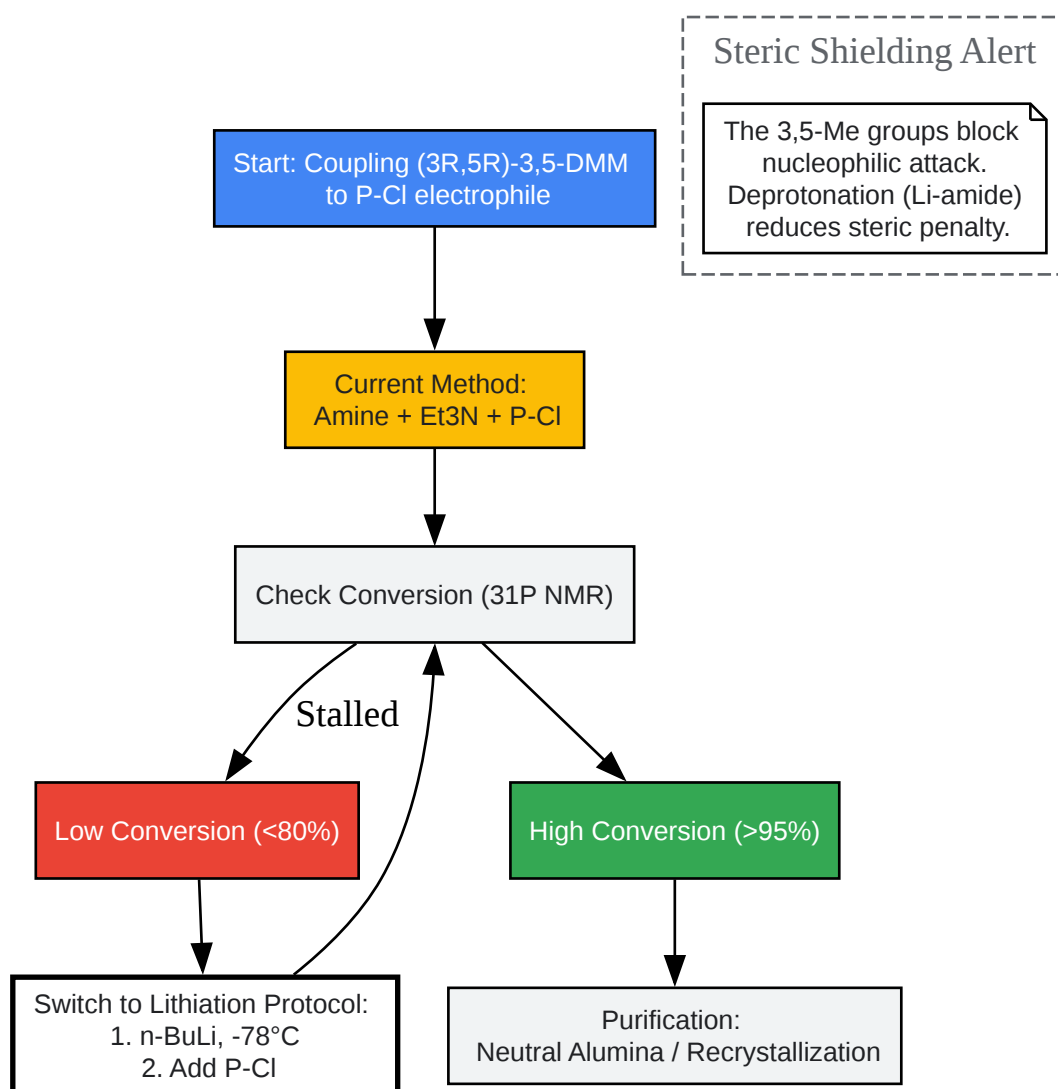 Steric Shielding Alert
The 3,5-Me groups block
nucleophilic attack.
Deprotonation (Li-amide)
reduces steric penalty.
Start: Coupling (3R,5R)-3,5-DMM
to P-Cl electrophile
Current Method:
Amine + Et3N + P-Cl
Check Conversion (31P NMR)
Stalled
Low Conversion (<80%)
High Conversion (>95%)
Switch to Lithiation Protocol:
1. n-BuLi, -78°C
2. Add P-Cl
Purification:
Neutral Alumina / Recrystallization